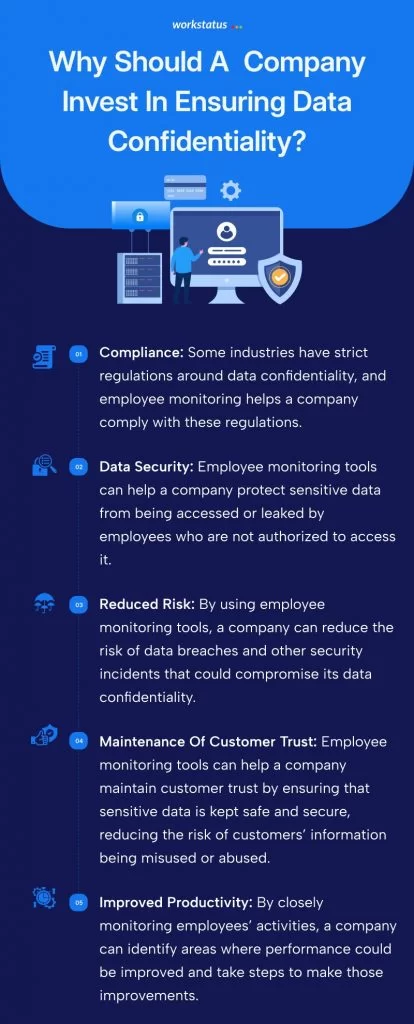 workstatus
Why Should A Company
Invest In Ensuring Data
Confidentiality?
01
Compliance: Some industries have strict
regulations around data confidentiality, and
employee monitoring helps a company
comply with these regulations.
02
Data Security: Employee monitoring tools
can help a company protect sensitive data
from being accessed or leaked by
employees who are not authorized to access
it.
03
Reduced Risk: By using employee
monitoring tools, a company can reduce the
risk of data breaches and other security
incidents that could compromise its data
confidentiality.
04
Maintenance Of Customer Trust: Employee
monitoring tools can help a company
maintain customer trust by ensuring that
sensitive data is kept safe and secure,
reducing the risk of customers’ information
being misused or abused.
05
Improved Productivity: By closely
monitoring employees’ activities, a company
can identify areas where performance could
be improved and take steps to make those
improvements.